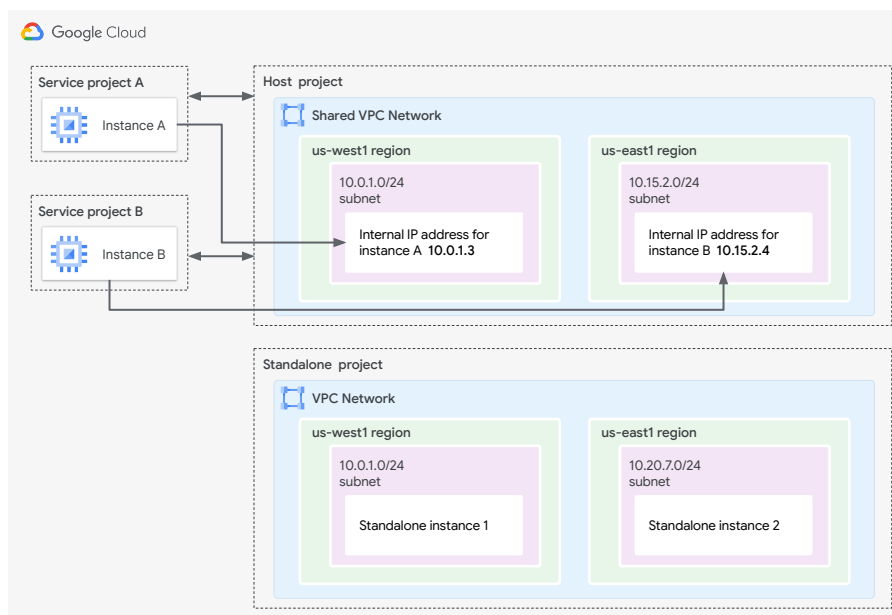 Google Cloud
Service project A
Instance A
Service project B
Instance B
Host project
Shared VPC Network
us-west1 region
10.0.1.0/24
subnet
Internal IP address for
instance A 10.0.1.3
us-east1 region
10.15.2.0/24
subnet
Internal IP address for
instance B 10.15.2.4
Standalone project
VPC Network
us-west1 region
10.0.1.0/24
subnet
Standalone instance 1
us-east1 region
10.20.7.0/24
subnet
Standalone instance 2